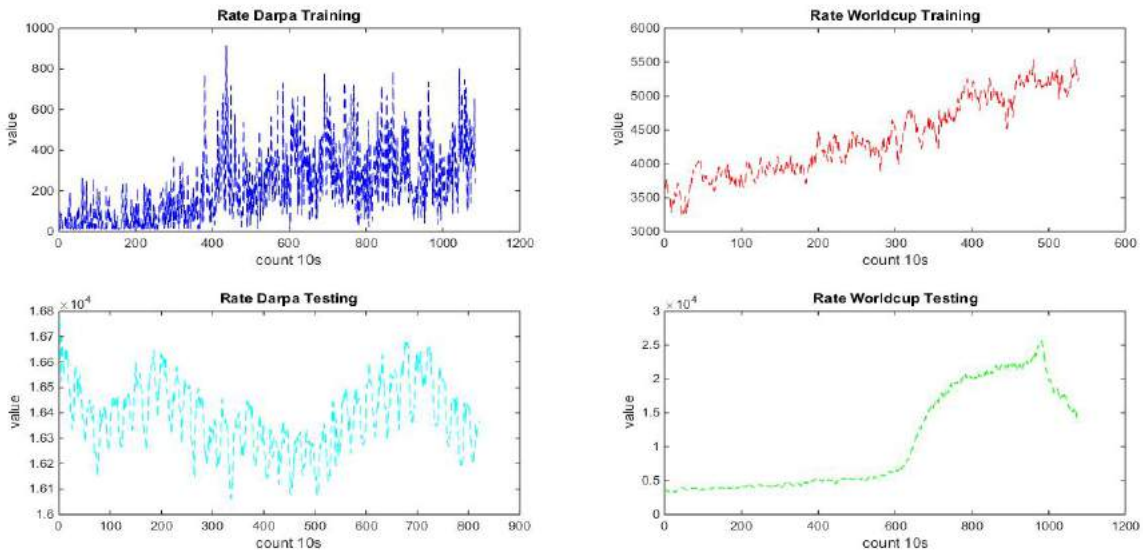 Rate Darpa Training
1000
800
600
400
200
0
value
0 200 400 600 800 1000 1200
count 10s
Rate Worldcup Training
6000
5500
5000
4500
4000
3500
3000
value
0 100 200 300 400 500 600
count 10s
Rate Darpa Testing
× 10⁴
1.68
1.67
1.66
1.65
1.64
1.63
1.62
1.61
1.6
value
0 100 200 300 400 500 600 700 800 900
count 10s
Rate Worldcup Testing
× 10⁴
3
2.5
2
1.5
1
0.5
0
value
0 200 400 600 800 1000 1200
count 10s